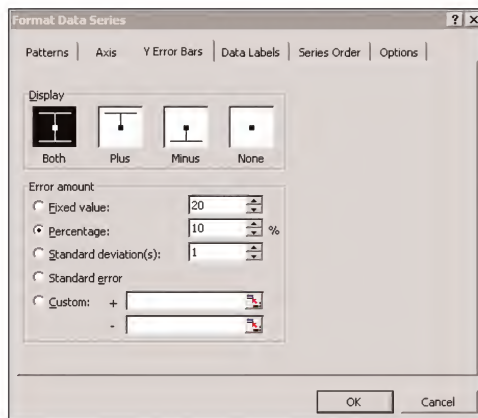 Format Data Series ? ×
Patterns Axis Y Error Bars Data Labels Series Order Options
Display
Both Plus Minus None
Error amount
Fixed value: 20
Percentage: 10 %
Standard deviation(s): 1
Standard error
Custom: +
-
OK Cancel